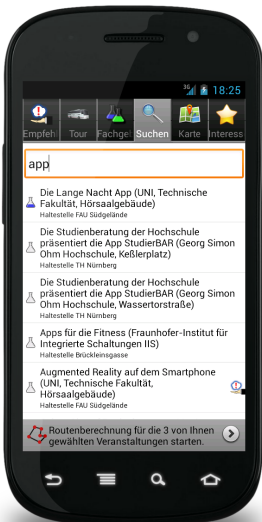 3G 18:25
Empfehl Tour Fachgel Suchen Karte Interess
app
Die Lange Nacht App (UNI, Technische
Fakultät, Hörsaalgebäude)
Haltestelle FAU Südgelände
Die Studienberatung der Hochschule
präsentiert die App StudierBAR (Georg Simon
Ohm Hochschule, Keßlerplatz)
Haltestelle TH Nürnberg
Die Studienberatung der Hochschule
präsentiert die App StudierBAR (Georg Simon
Ohm Hochschule, Wassertorstraße)
Haltestelle TH Nürnberg
Apps für die Fitness (Fraunhofer-Institut für
Integrierte Schaltungen IIS)
Haltestelle Brückleinsgasse
Augmented Reality auf dem Smartphone
(UNI, Technische Fakultät,
Hörsaalgebäude)
Haltestelle FAU Südgelände
Routenberechnung für die 3 von Ihnen
gewählten Veranstaltungen starten.